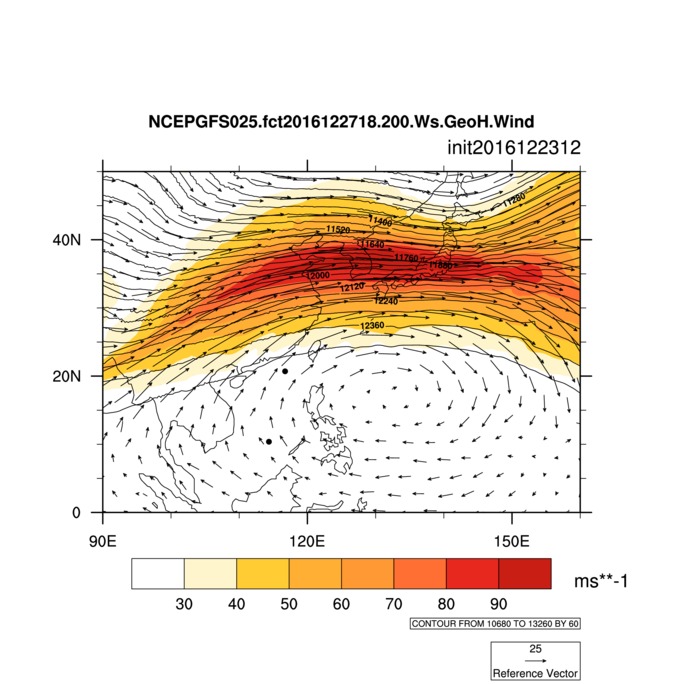 NCEPGFS025.fct2016122718.200.Ws.GeoH.Wind
init2016122312
11280
11400
11520
11640
11760
11880
12000
12120
12240
12360
40N
20N
0
90E 120E 150E
30 40 50 60 70 80 90
ms**-1
CONTOUR FROM 10680 TO 13260 BY 60
25
Reference Vector